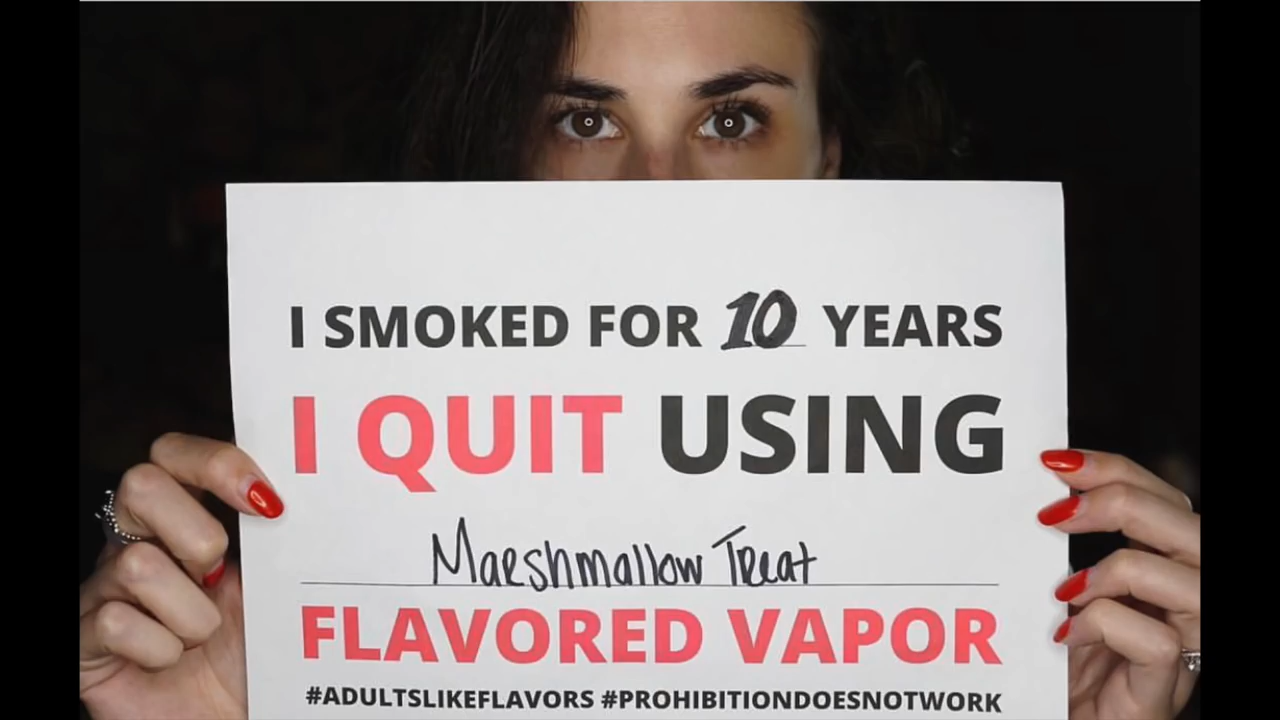 I SMOKED FOR 10 YEARS
I QUIT USING
Marshmallow Treat
FLAVORED VAPOR
#ADULTSLIKEFLAVORS #PROHIBITIONDOESNOTWORK